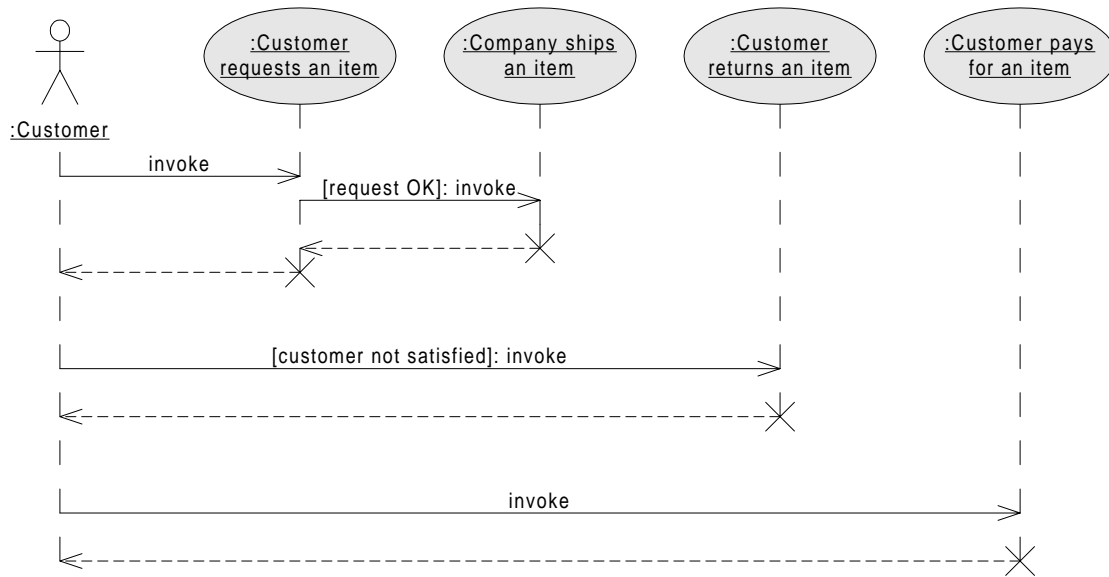 :Customer
requests an item
:Company ships
an item
:Customer
returns an item
:Customer pays
for an item
:Customer
invoke
[request OK]: invoke
[customer not satisfied]: invoke
invoke